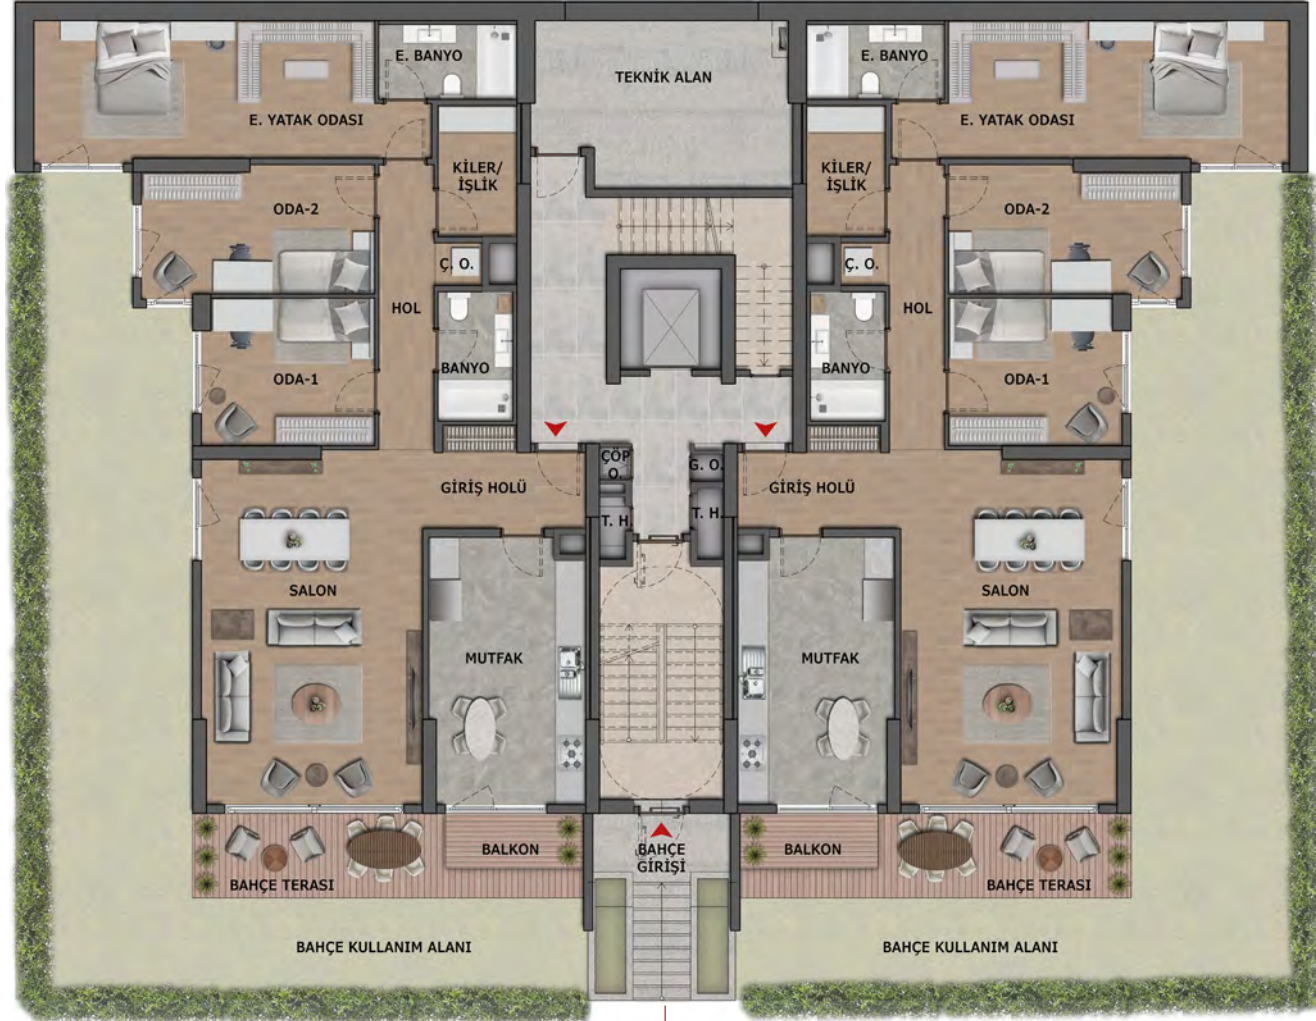 E. BANYO
TEKNİK ALAN
E. BANYO
E. YATAK ODASI
E. YATAK ODASI
KİLER/
İŞLİK
KİLER/
İŞLİK
ODA-2
ODA-2
Ç. O.
Ç. O.
HOL
HOL
BANYO
BANYO
ODA-1
ODA-1
ÇÖP
O.
G. O.
GİRİŞ HOLÜ
GİRİŞ HOLÜ
T. H.
T. H.
SALON
SALON
MUTFAK
MUTFAK
BALKON
BAHÇE
GİRİŞİ
BALKON
BAHÇE TERASI
BAHÇE TERASI
BAHÇE KULLANIM ALANI
BAHÇE KULLANIM ALANI